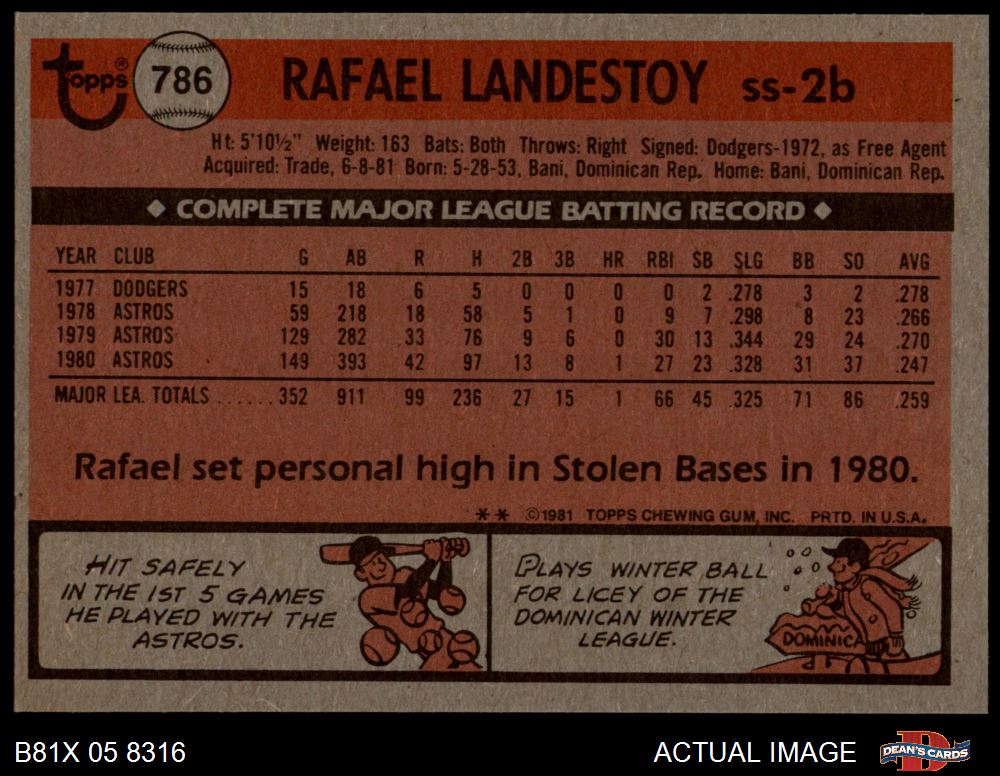 Topps®
786
RAFAEL LANDESTOY ss-2b
Ht: 5'10½" Weight: 163 Bats: Both Throws: Right Signed: Dodgers-1972, as Free Agent
Acquired: Trade, 6-8-81 Born: 5-28-53, Bani, Dominican Rep. Home: Bani, Dominican Rep.
◆ COMPLETE MAJOR LEAGUE BATTING RECORD ◆
YEAR CLUB G AB R H 2B 3B HR RBI SB SLG BB SO AVG
1977 DODGERS 15 18 6 5 0 0 0 0 2 .278 3 2 .278
1978 ASTROS 59 218 18 58 5 1 0 9 7 .298 8 23 .266
1979 ASTROS 129 282 33 76 9 6 0 30 13 .344 29 24 .270
1980 ASTROS 149 393 42 97 13 8 1 27 23 .328 31 37 .247
MAJOR LEA. TOTALS ...... 352 911 99 236 27 15 1 66 45 .325 71 86 .259
Rafael set personal high in Stolen Bases in 1980.
** ©1981 TOPPS CHEWING GUM, INC. PRTD. IN U.S.A.
HIT SAFELY
IN THE 1ST 5 GAMES
HE PLAYED WITH THE
ASTROS.
PLAYS WINTER BALL
FOR LICEY OF THE
DOMINICAN WINTER
LEAGUE.
DOMINICA
B81X 05 8316
ACTUAL IMAGE
DEAN'S CARDS